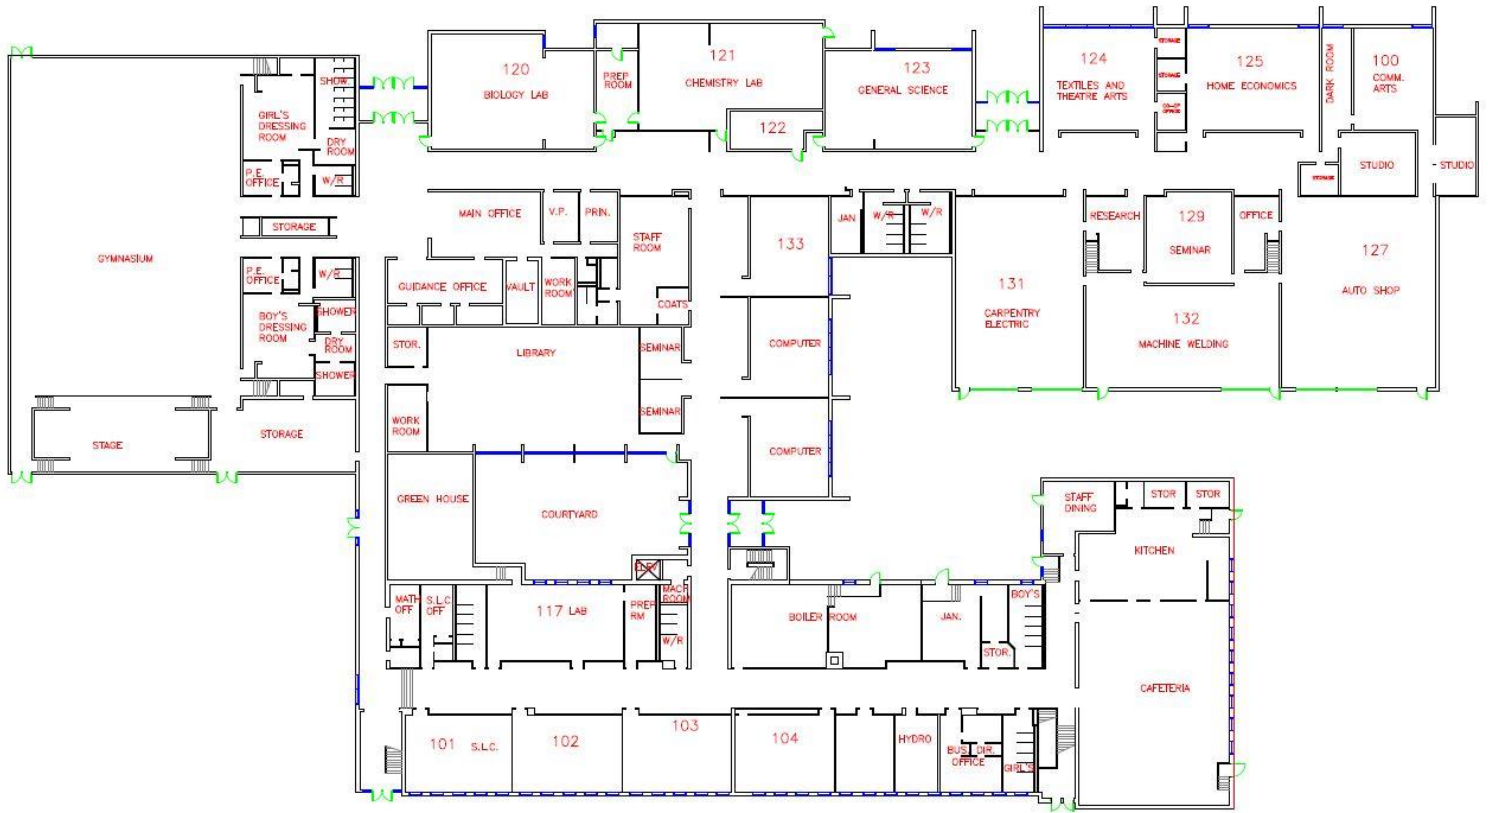 120
BIOLOGY LAB
PREP
ROOM
121
CHEMISTRY LAB
122
123
GENERAL SCIENCE
124
TEXTILES AND
THEATRE ARTS
STORAGE
STORAGE
125
HOME ECONOMICS
DARK ROOM
100
COMM.
ARTS
STUDIO
STUDIO
STORAGE
SHOW.
GIRL'S
DRESSING
ROOM
DRY
ROOM
P.E.
OFFICE
W/R
STORAGE
GYMNASIUM
P.E.
OFFICE
W/R
BOY'S
DRESSING
ROOM
SHOWER
DRY
ROOM
SHOWER
STAGE
STORAGE
MAIN OFFICE
V.P.
PRIN.
STAFF
ROOM
GUIDANCE OFFICE
VAULT
WORK
ROOM
COATS
STOR.
LIBRARY
SEMINAR
SEMINAR
WORK
ROOM
133
COMPUTER
COMPUTER
JAN
W/R
W/R
RESEARCH
129
SEMINAR
OFFICE
127
AUTO SHOP
131
CARPENTRY
ELECTRIC
132
MACHINE WELDING
GREEN HOUSE
COURTYARD
ELEV
MACH
ROOM
MATH
OFF
S.L.C
OFF
117 LAB
PREP
RM
W/R
BOILER ROOM
JAN.
STOR.
BOY'S
STAFF
DINING
STOR
STOR
KITCHEN
CAFETERIA
101 S.L.C.
102
103
104
HYDRO
BUS. DIR.
OFFICE
GIRL'S